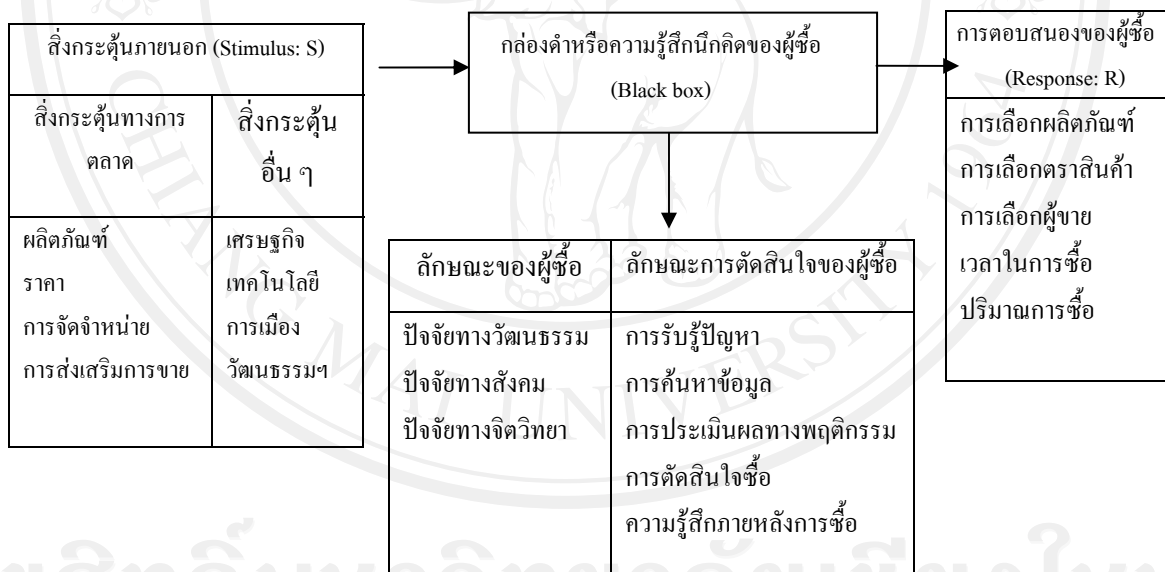 สิ่งกระตุ้นภายนอก (Stimulus: S)
สิ่งกระตุ้นทางการ
ตลาด
สิ่งกระตุ้น
อื่น ๆ
ผลิตภัณฑ์
ราคา
การจัดจำหน่าย
การส่งเสริมการขาย
เศรษฐกิจ
เทคโนโลยี
การเมือง
วัฒนธรรมฯ
กล่องดำหรือความรู้สึกนึกคิดของผู้ซื้อ
(Black box)
ลักษณะของผู้ซื้อ
ปัจจัยทางวัฒนธรรม
ปัจจัยทางสังคม
ปัจจัยทางจิตวิทยา
ลักษณะการตัดสินใจของผู้ซื้อ
การรับรู้ปัญหา
การค้นหาข้อมูล
การประเมินผลทางพฤติกรรม
การตัดสินใจซื้อ
ความรู้สึกภายหลังการซื้อ
การตอบสนองของผู้ซื้อ
(Response: R)
การเลือกผลิตภัณฑ์
การเลือกตราสินค้า
การเลือกผู้ขาย
เวลาในการซื้อ
ปริมาณการซื้อ
CHIANG MAI UNIVERSITY